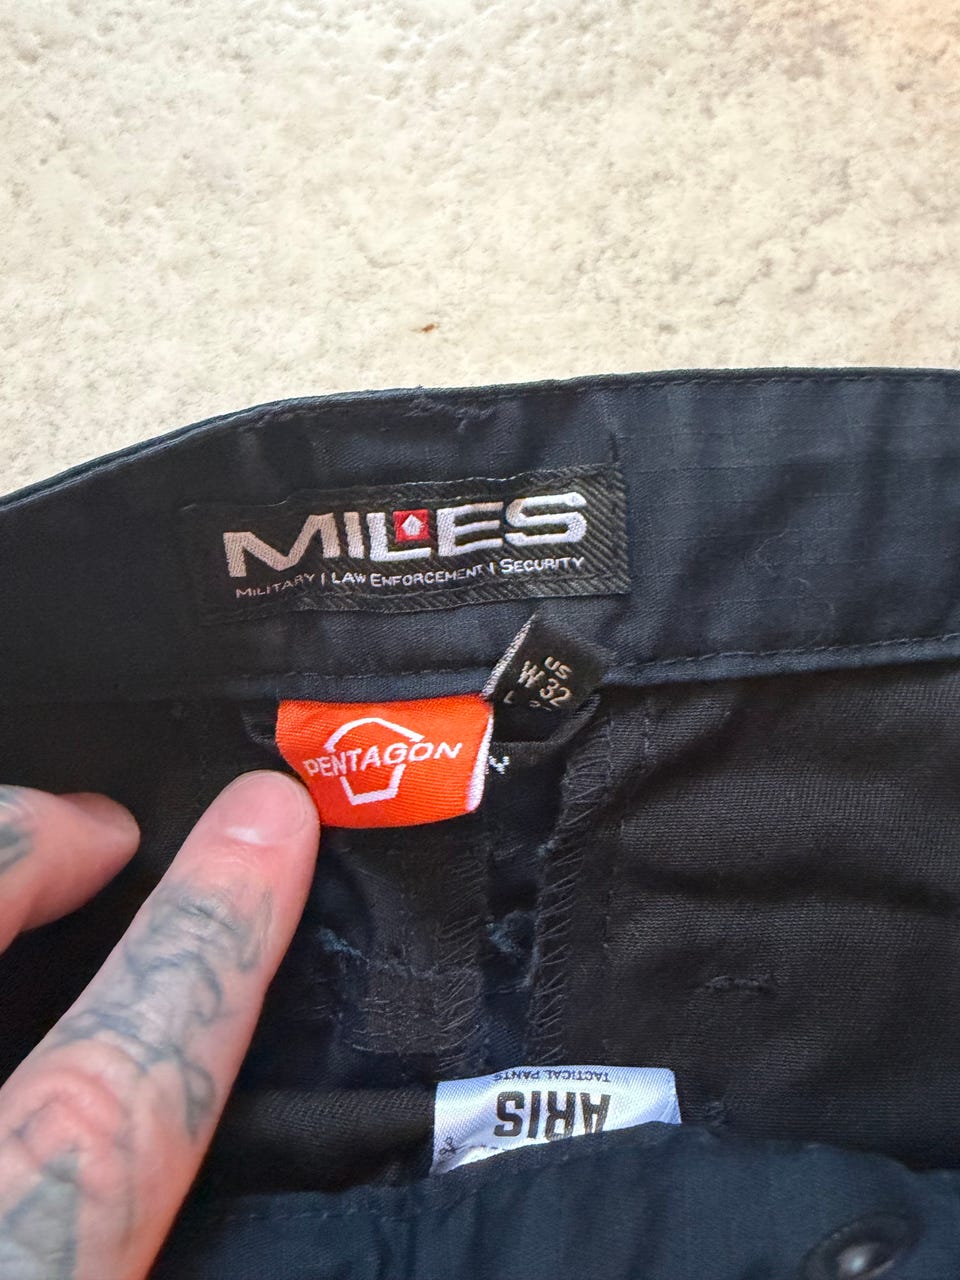 MILES
MILITARY | LAW ENFORCEMENT | SECURITY
US
W 32
L
PENTAGON
ARIS
TACTICAL PANTS